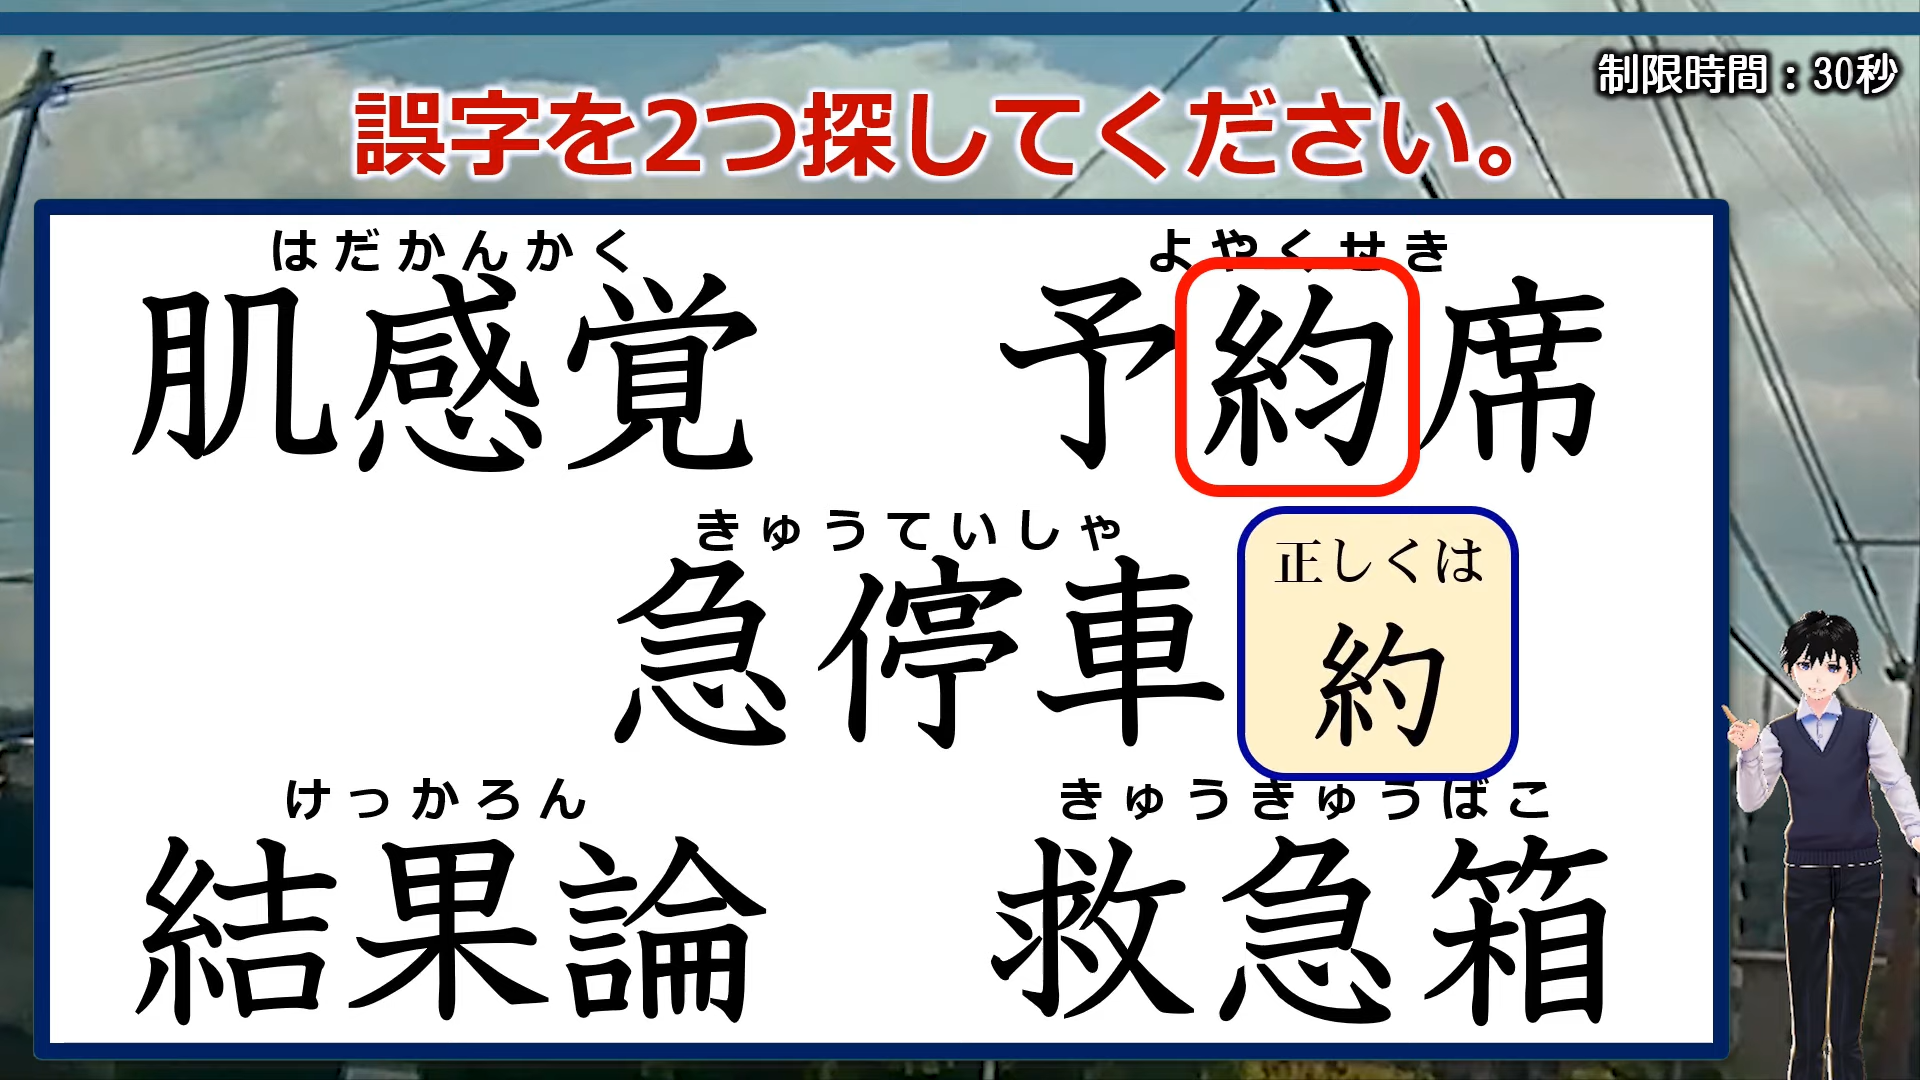 制限時間：30秒
誤字を2つ探してください。
はだかんかく
肌感覚
よやくせき
予約席
きゅうていしゃ
急停車
正しくは
約
けっかろん
結果論
きゅうきゅうばこ
救急箱